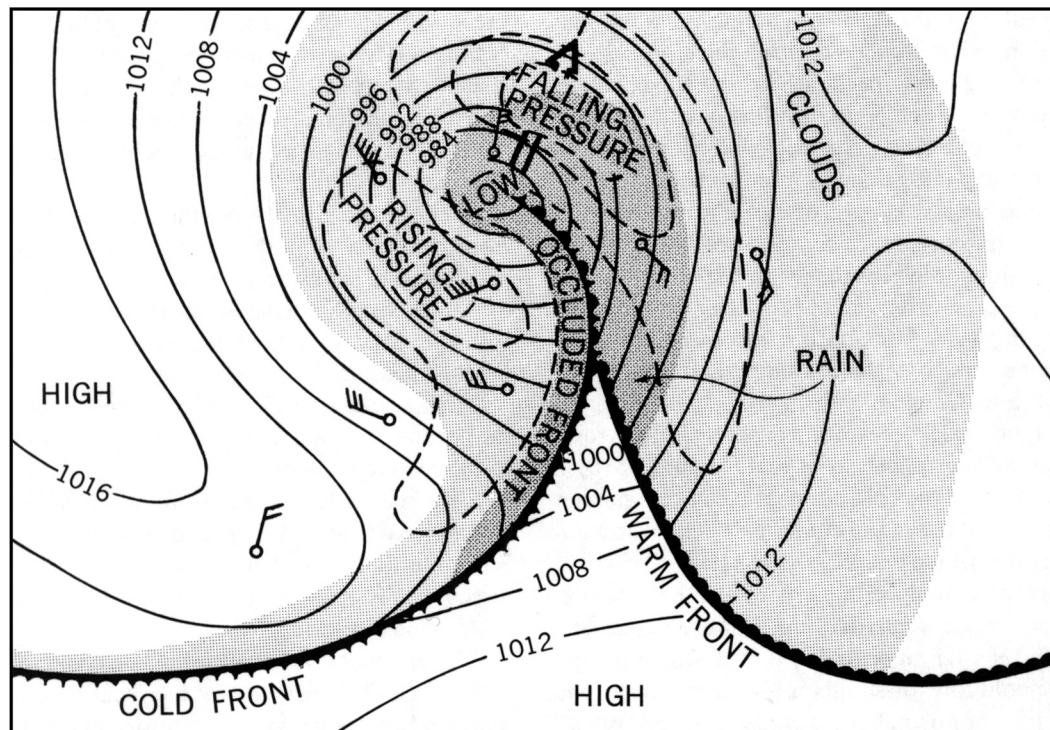 1012
1008
1004
1000
996
992
988
984
A
FALLING
PRESSURE
1012
CLOUDS
LOW
RISING
PRESSURE
OCCLUDED FRONT
RAIN
HIGH
1016
1000
1004
1008
1012
WARM FRONT
1012
COLD FRONT
HIGH